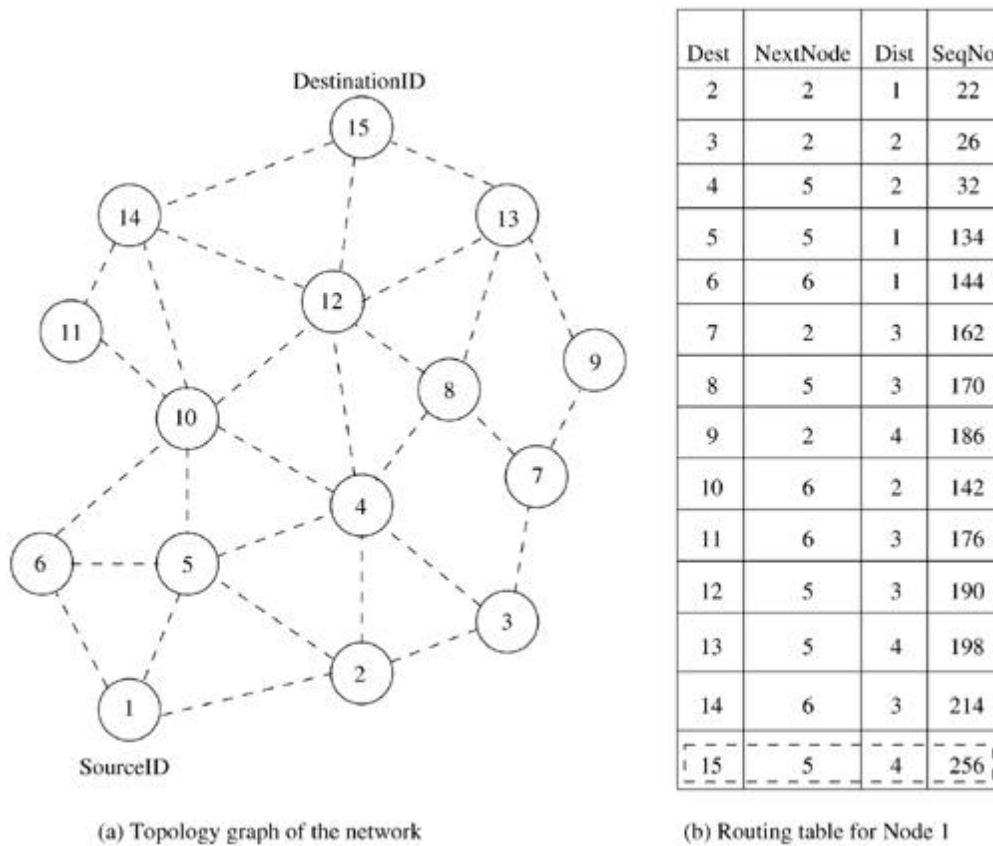 DestinationID
15
14
13
12
11
9
8
10
7
4
6
5
3
2
1
SourceID
(a) Topology graph of the network
Dest NextNode Dist SeqNo
2 2 1 22
3 2 2 26
4 5 2 32
5 5 1 134
6 6 1 144
7 2 3 162
8 5 3 170
9 2 4 186
10 6 2 142
11 6 3 176
12 5 3 190
13 5 4 198
14 6 3 214
15 5 4 256
(b) Routing table for Node 1